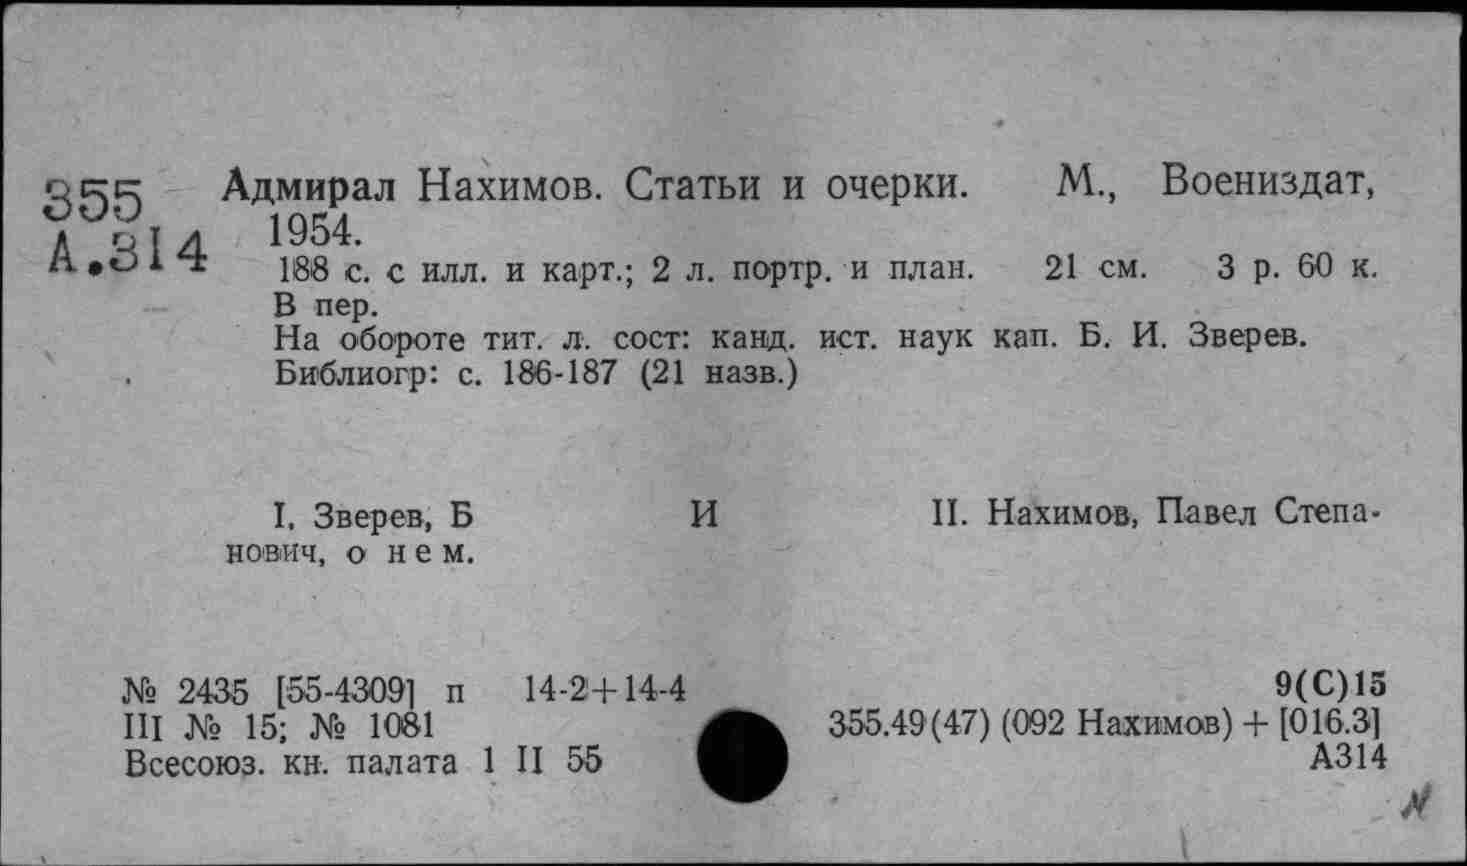 355 Адмирал Нахимов. Статьи и очерки. М., Воениздат,
А.314 1954.
188 с. с илл. и карт.; 2 л. портр. и план. 21 см. 3 р. 60 к.
В пер.
На обороте тит. л. сост: канд. ист. наук кап. Б. И. Зверев.
Библиогр: с. 186-187 (21 назв.)
I. Зверев, Б И II. Нахимов, Павел Степа-
нович, о нем.
№ 2435 [55-4309] п 14-2+14-4 9(С)15
III № 15; № 1081 355.49(47) (092 Нахимов) + [016.3]
Всесоюз. кн. палата 1 II 55 А314